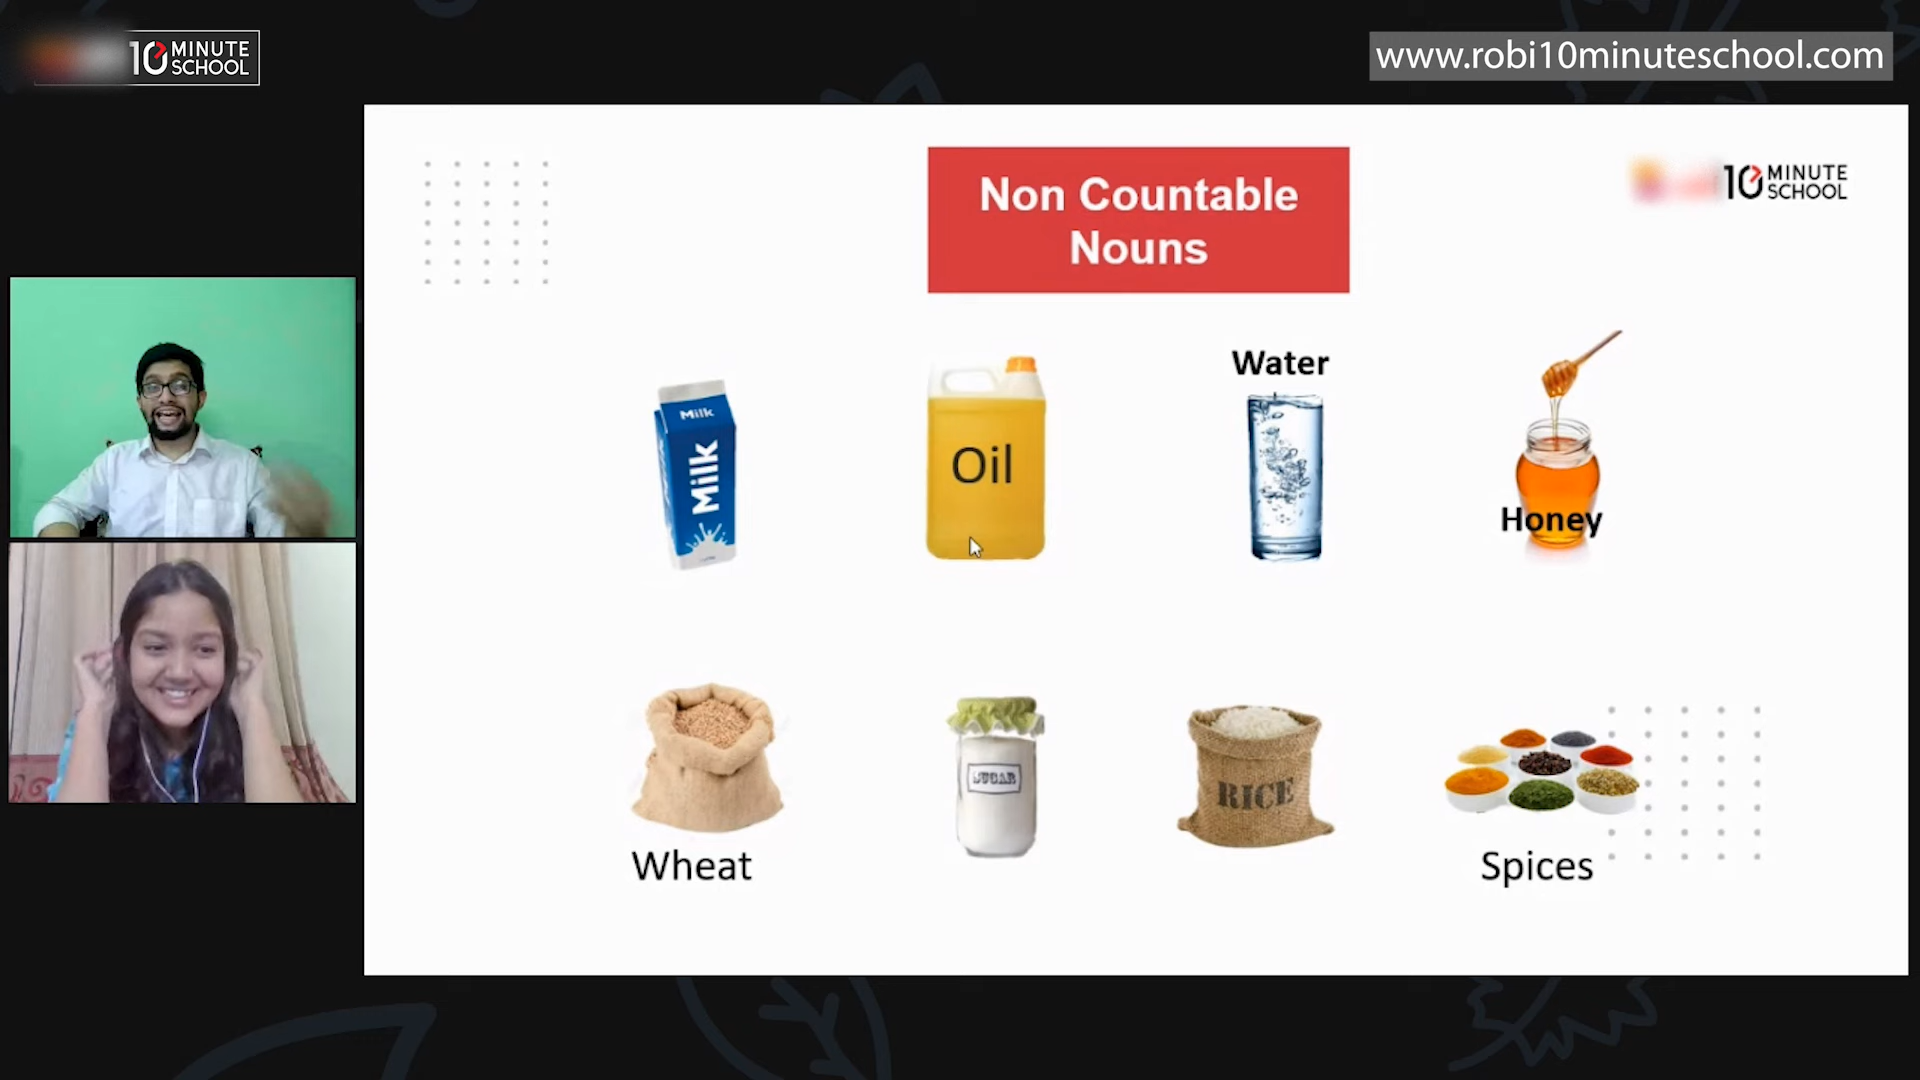 10 MINUTE
SCHOOL
www.robi10minuteschool.com
Non Countable
Nouns
10 MINUTE
SCHOOL
Milk
Milk
Oil
Water
Honey
SUGAR
RICE
Wheat
Spices